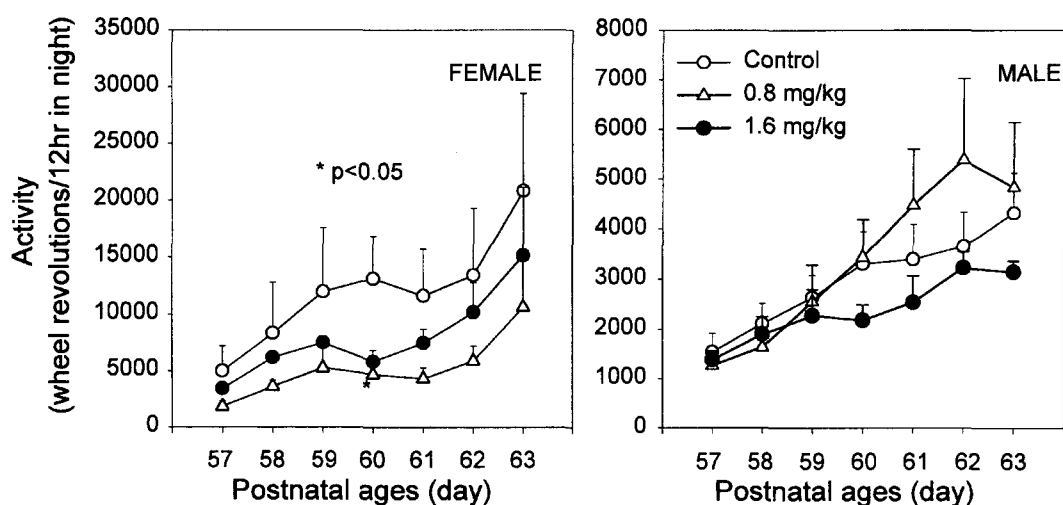 Activity
(wheel revolutions/12hr in night)
35000
30000
25000
20000
15000
10000
5000
0
FEMALE
* p<0.05
*
57 58 59 60 61 62 63
Postnatal ages (day)
8000
7000
6000
5000
4000
3000
2000
1000
0
Control
0.8 mg/kg
1.6 mg/kg
MALE
57 58 59 60 61 62 63
Postnatal ages (day)